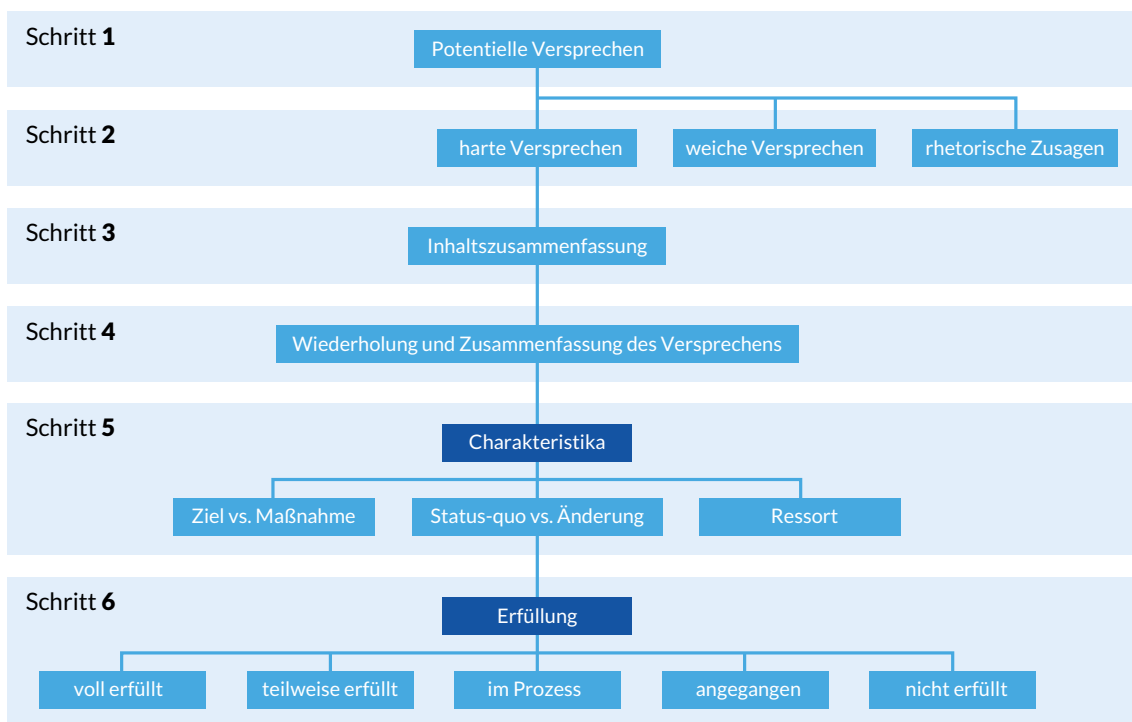 Schritt 1
Potentielle Versprechen
Schritt 2
harte Versprechen
weiche Versprechen
rhetorische Zusagen
Schritt 3
Inhaltszusammenfassung
Schritt 4
Wiederholung und Zusammenfassung des Versprechens
Schritt 5
Charakteristika
Ziel vs. Maßnahme
Status-quo vs. Änderung
Ressort
Schritt 6
Erfüllung
voll erfüllt
teilweise erfüllt
im Prozess
angegangen
nicht erfüllt